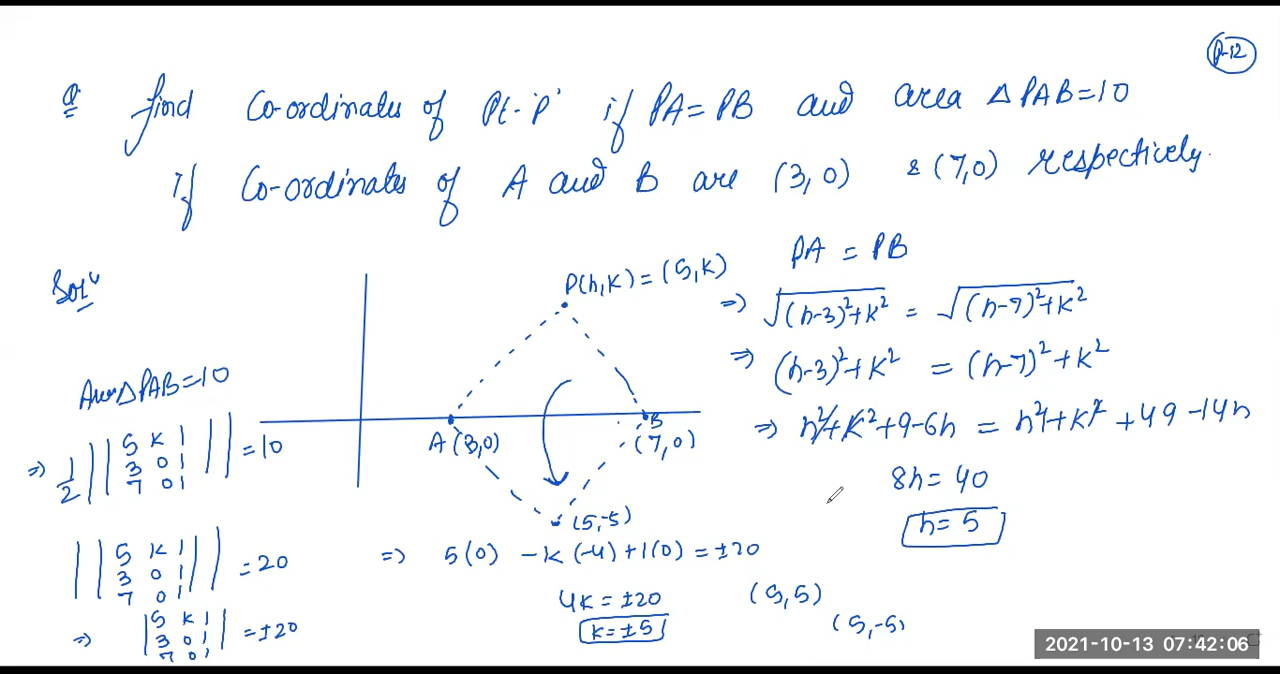 P-12
Q Find Co-ordinates of Pt-'P' if PA = PB and area △PAB = 10
If Co-ordinates of A and B are (3, 0) & (7, 0) respectively.
Solⁿ
PA = PB
P(h, K) = (5, K)
⇒ √((h-3)²+K²) = √((h-7)²+K²)
⇒ (h-3)²+K² = (h-7)²+K²
⇒ h²+K²+9-6h = h²+K²+49-14h
8h = 40
h = 5
A (3,0)
B (7,0)
(5,-5)
Area △PAB = 10
⇒ 1/2 | | 5 K 1
3 0 1
7 0 1 | | = 10
| | 5 K 1
3 0 1
7 0 1 | | = 20
⇒ | 5 K 1
3 0 1
7 0 1 | = ±20
⇒ 5(0) - K(-4) + 1(0) = ±20
4K = ±20
K = ±5
(5, 5)
(5, -5)
2021-10-13 07:42:06